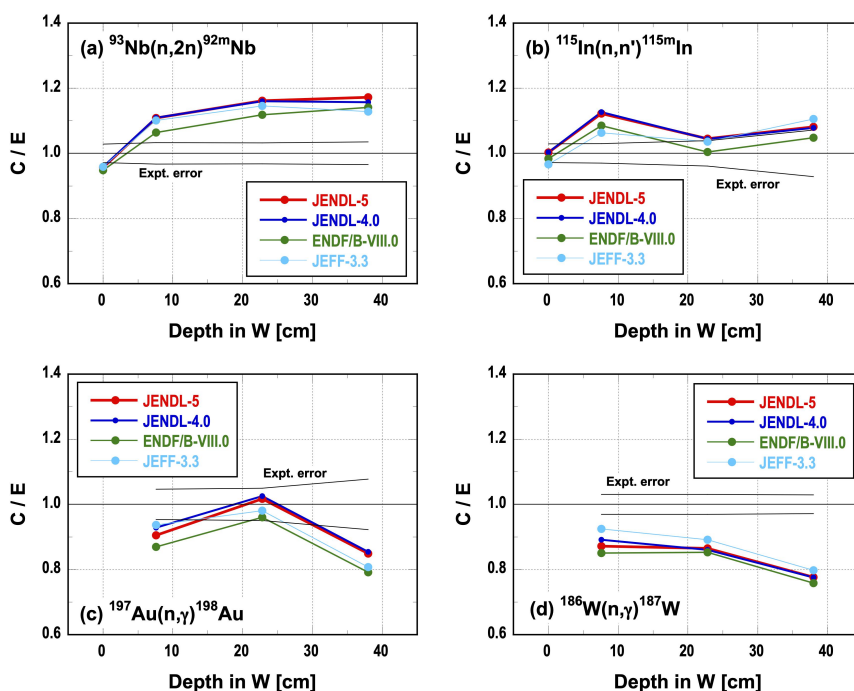 (a) ⁹³Nb(n,2n)⁹²ᵐNb
1.4
1.2
1.0
0.8
0.6
C / E
Expt. error
JENDL-5
JENDL-4.0
ENDF/B-VIII.0
JEFF-3.3
0 10 20 30 40
Depth in W [cm]
(b) ¹¹⁵In(n,n')¹¹⁵ᵐIn
1.4
1.2
1.0
0.8
0.6
C / E
Expt. error
JENDL-5
JENDL-4.0
ENDF/B-VIII.0
JEFF-3.3
0 10 20 30 40
Depth in W [cm]
1.4
1.2
1.0
0.8
0.6
C / E
JENDL-5
JENDL-4.0
ENDF/B-VIII.0
JEFF-3.3
Expt. error
(c) ¹⁹⁷Au(n,γ)¹⁹⁸Au
0 10 20 30 40
Depth in W [cm]
1.4
1.2
1.0
0.8
0.6
C / E
JENDL-5
JENDL-4.0
ENDF/B-VIII.0
JEFF-3.3
Expt. error
(d) ¹⁸⁶W(n,γ)¹⁸⁷W
0 10 20 30 40
Depth in W [cm]